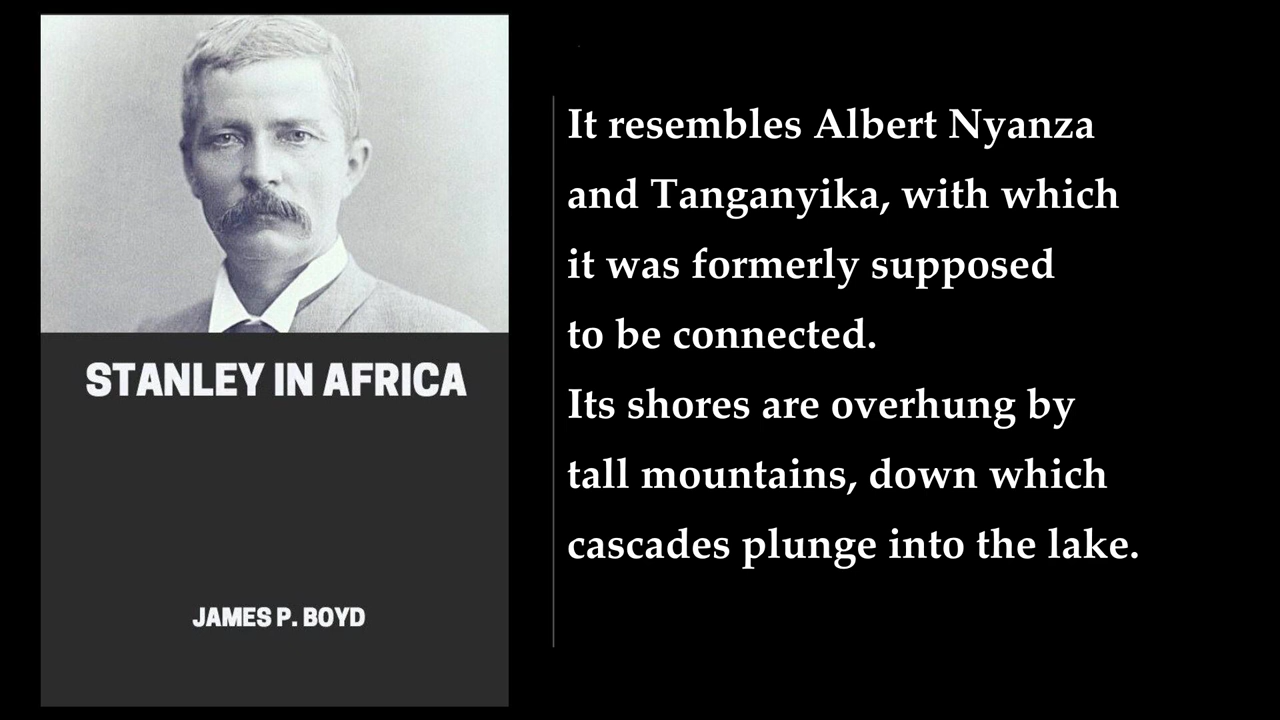 STANLEY IN AFRICA
JAMES P. BOYD
It resembles Albert Nyanza
and Tanganyika, with which
it was formerly supposed
to be connected.
Its shores are overhung by
tall mountains, down which
cascades plunge into the lake.